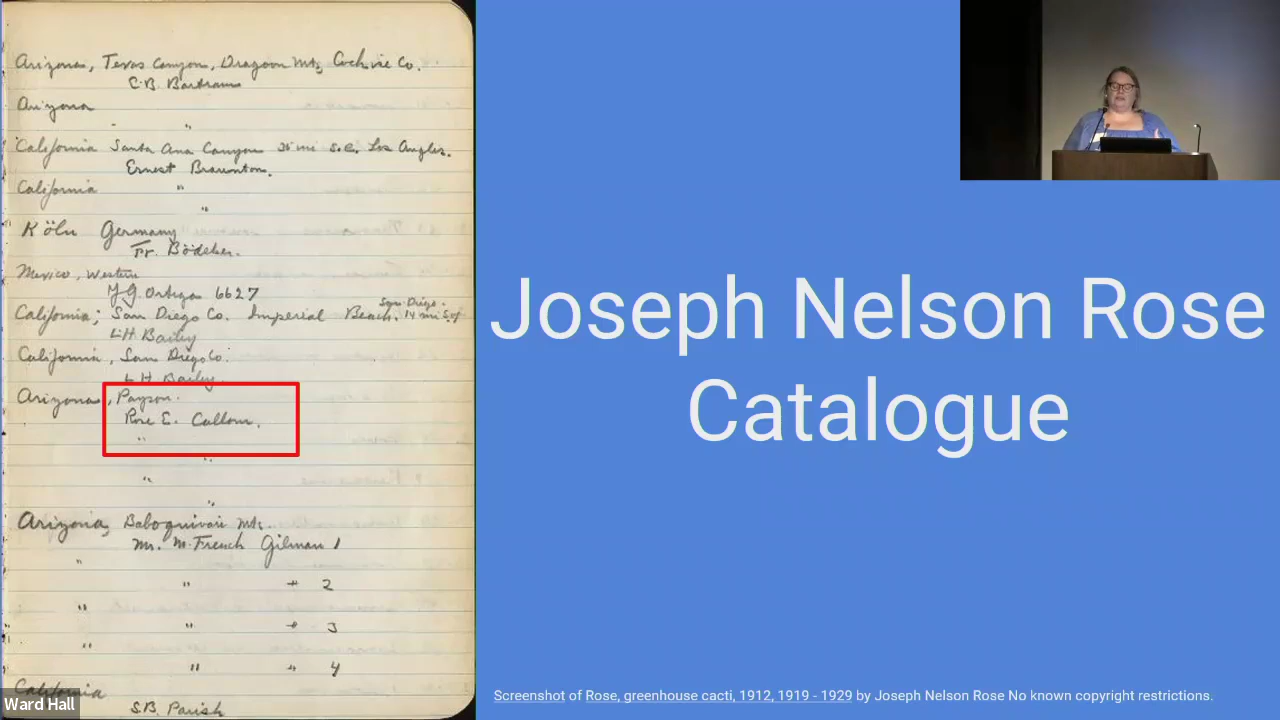 Arizona, Texas Canyon, Dragoon Mts, Cochise Co.
C.B. Bartram
Arizona
"
California Santa Ana Canyon 35 mi S.E. Los Angles.
Ernest Braunton.
California "
"
Köln Germany
Fr. Bödeker.
Mexico, Western
J.G. Ortega 6627
San Diego.
California; San Diego Co. Imperial Beach. 14 mi S. of
LH Bailey
California, San Diego Co.
L H Bailey
Arizona, Payson.
Rose E. Collom.
"
"
"
"
Arizona, Baboquivari Mts.
Mr. M. French Gilman 1
"
" " 2
"
" " 3
"
" " 4
California
S.B. Parish
Joseph Nelson Rose
Catalogue
Screenshot of Rose, greenhouse cacti, 1912, 1919 - 1929 by Joseph Nelson Rose No known copyright restrictions.
Ward Hall